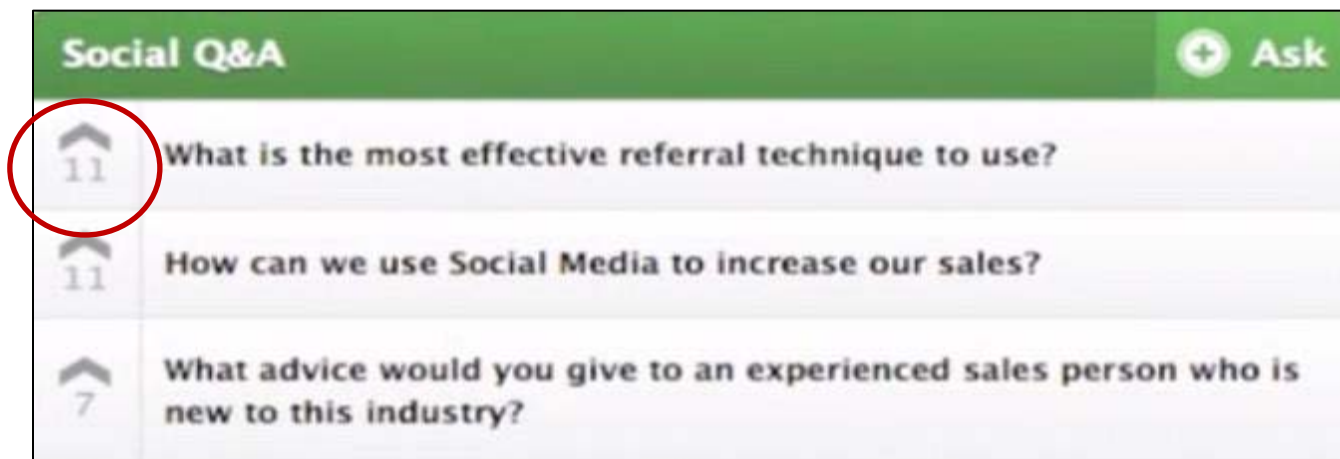 Social Q&A
Ask
11
What is the most effective referral technique to use?
11
How can we use Social Media to increase our sales?
7
What advice would you give to an experienced sales person who is
new to this industry?